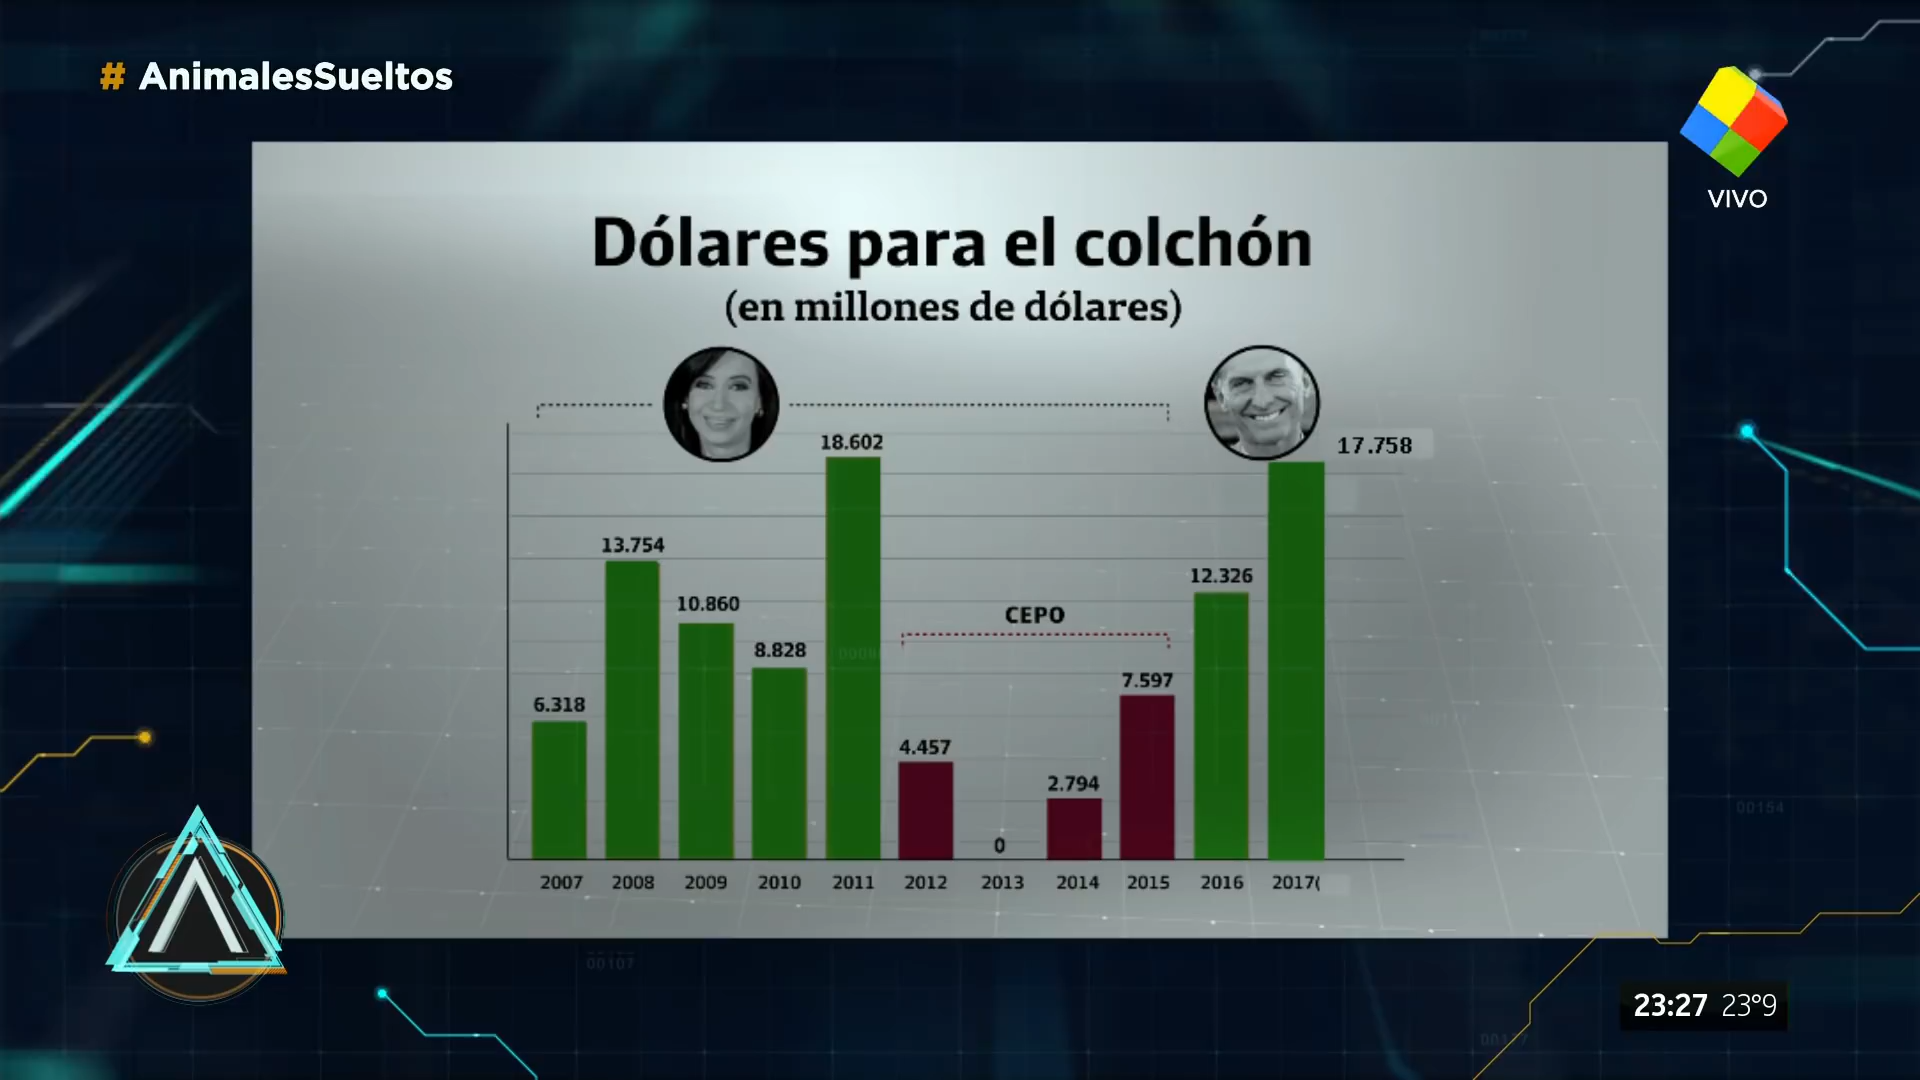 # AnimalesSueltos
VIVO
Dólares para el colchón
(en millones de dólares)
18.602
17.758
13.754
12.326
10.860
CEPO
8.828
7.597
6.318
4.457
2.794
0
2007 2008 2009 2010 2011 2012 2013 2014 2015 2016 2017(
00154
00107
23:27 23°9